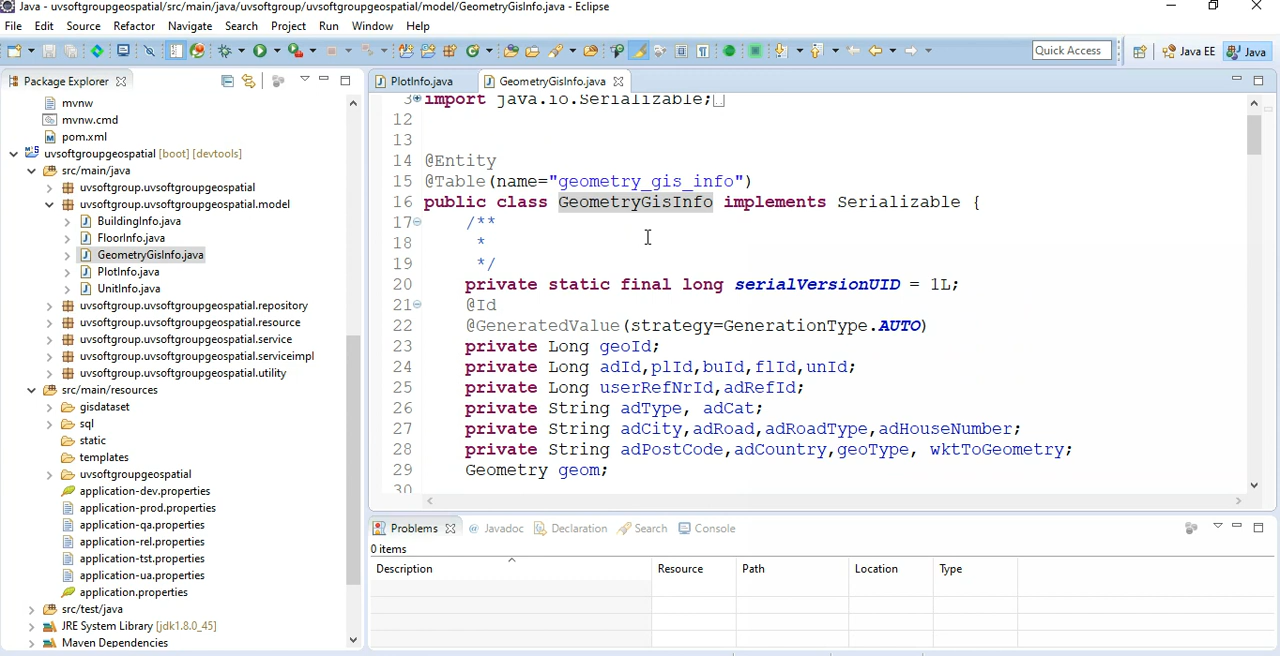 Java - uvsoftgroupgeospatial/src/main/java/uvsoftgroup/uvsoftgroupgeospatial/model/GeometryGisInfo.java - Eclipse
File Edit Source Refactor Navigate Search Project Run Window Help
Quick Access Java EE Java
Package Explorer
mvnw
mvnw.cmd
pom.xml
uvsoftgroupgeospatial [boot] [devtools]
src/main/java
uvsoftgroup.uvsoftgroupgeospatial
uvsoftgroup.uvsoftgroupgeospatial.model
BuildingInfo.java
FloorInfo.java
GeometryGisInfo.java
PlotInfo.java
UnitInfo.java
uvsoftgroup.uvsoftgroupgeospatial.repository
uvsoftgroup.uvsoftgroupgeospatial.resource
uvsoftgroup.uvsoftgroupgeospatial.service
uvsoftgroup.uvsoftgroupgeospatial.serviceimpl
uvsoftgroup.uvsoftgroupgeospatial.utility
src/main/resources
gisdataset
sql
static
templates
uvsoftgroupgeospatial
application-dev.properties
application-prod.properties
application-qa.properties
application-rel.properties
application-tst.properties
application-ua.properties
application.properties
src/test/java
JRE System Library [jdk1.8.0_45]
Maven Dependencies
PlotInfo.java GeometryGisInfo.java
3 import java.io.Serializable;
12
13
14 @Entity
15 @Table(name="geometry_gis_info")
16 public class GeometryGisInfo implements Serializable {
17 /**
18 *
19 */
20 private static final long serialVersionUID = 1L;
21 @Id
22 @GeneratedValue(strategy=GenerationType.AUTO)
23 private Long geoId;
24 private Long adId,plId,buId,flId,unId;
25 private Long userRefNrId,adRefId;
26 private String adType, adCat;
27 private String adCity,adRoad,adRoadType,adHouseNumber;
28 private String adPostCode,adCountry,geoType, wktToGeometry;
29 Geometry geom;
30
Problems @ Javadoc Declaration Search Console
0 items
Description Resource Path Location Type